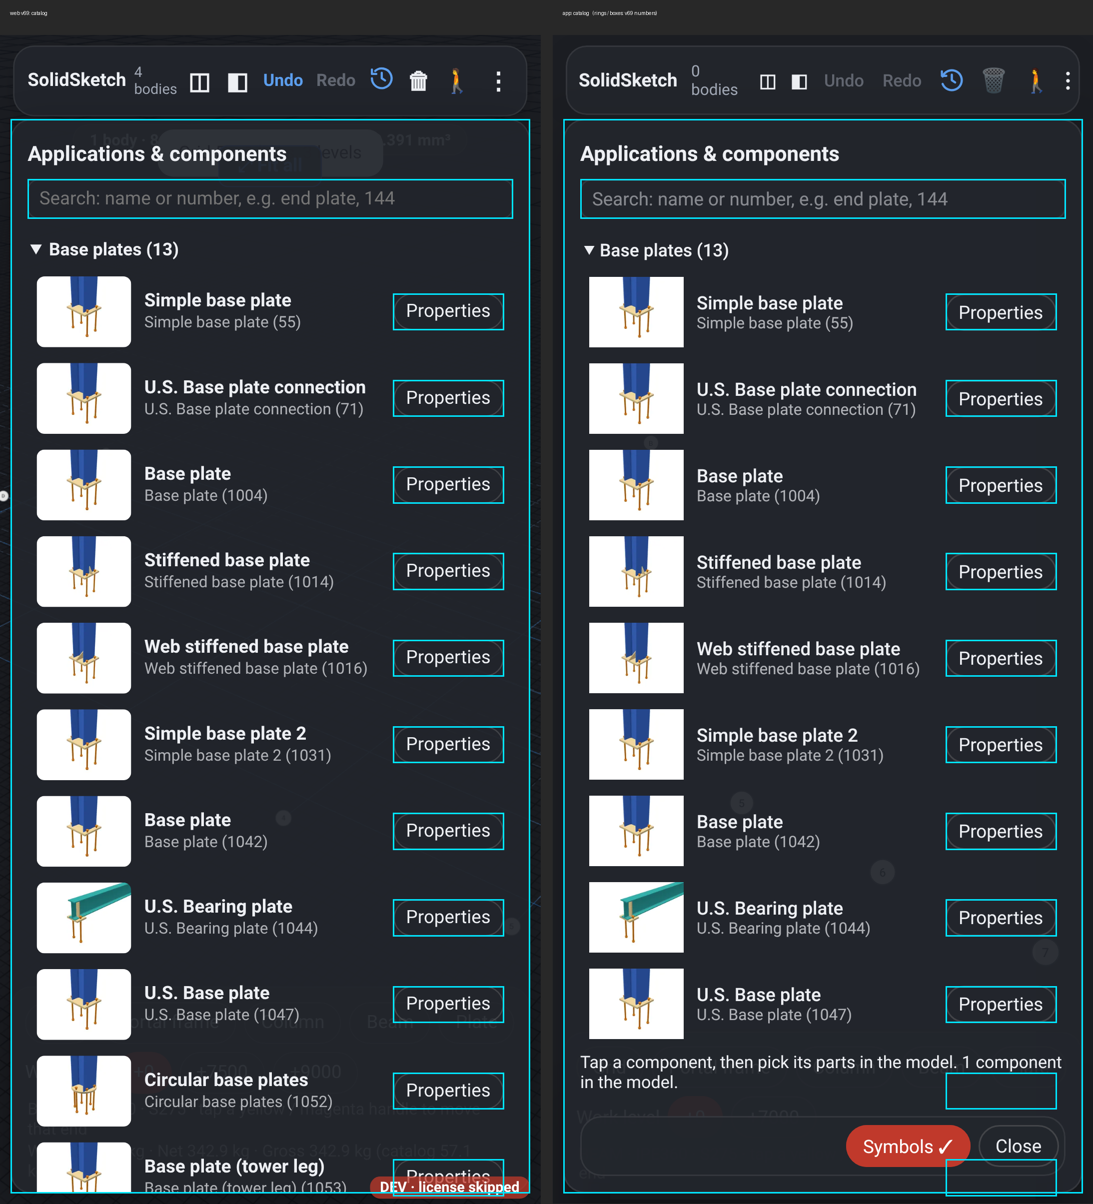 web v69 catalog
SolidSketch
4
bodies
Undo
Redo
391 mm³
Applications & components
Search: name or number, e.g. end plate, 144
▼ Base plates (13)
Simple base plate
Simple base plate (55)
Properties
U.S. Base plate connection
U.S. Base plate connection (71)
Properties
Base plate
Base plate (1004)
Properties
Stiffened base plate
Stiffened base plate (1014)
Properties
Web stiffened base plate
Web stiffened base plate (1016)
Properties
Simple base plate 2
Simple base plate 2 (1031)
Properties
Base plate
Base plate (1042)
Properties
U.S. Bearing plate
U.S. Bearing plate (1044)
Properties
U.S. Base plate
U.S. Base plate (1047)
Properties
Circular base plates
Circular base plates (1052)
Properties
Base plate (tower leg)
Base plate (tower leg) (1053)
Properties
DEV · license skipped
app catalog (rings/boxes: v69 numbers)
SolidSketch
0
bodies
Undo
Redo
Applications & components
Search: name or number, e.g. end plate, 144
▼ Base plates (13)
Simple base plate
Simple base plate (55)
Properties
U.S. Base plate connection
U.S. Base plate connection (71)
Properties
Base plate
Base plate (1004)
Properties
Stiffened base plate
Stiffened base plate (1014)
Properties
Web stiffened base plate
Web stiffened base plate (1016)
Properties
Simple base plate 2
Simple base plate 2 (1031)
Properties
Base plate
Base plate (1042)
Properties
U.S. Bearing plate
U.S. Bearing plate (1044)
Properties
U.S. Base plate
U.S. Base plate (1047)
Properties
Tap a component, then pick its parts in the model. 1 component
in the model.
Symbols ✓
Close